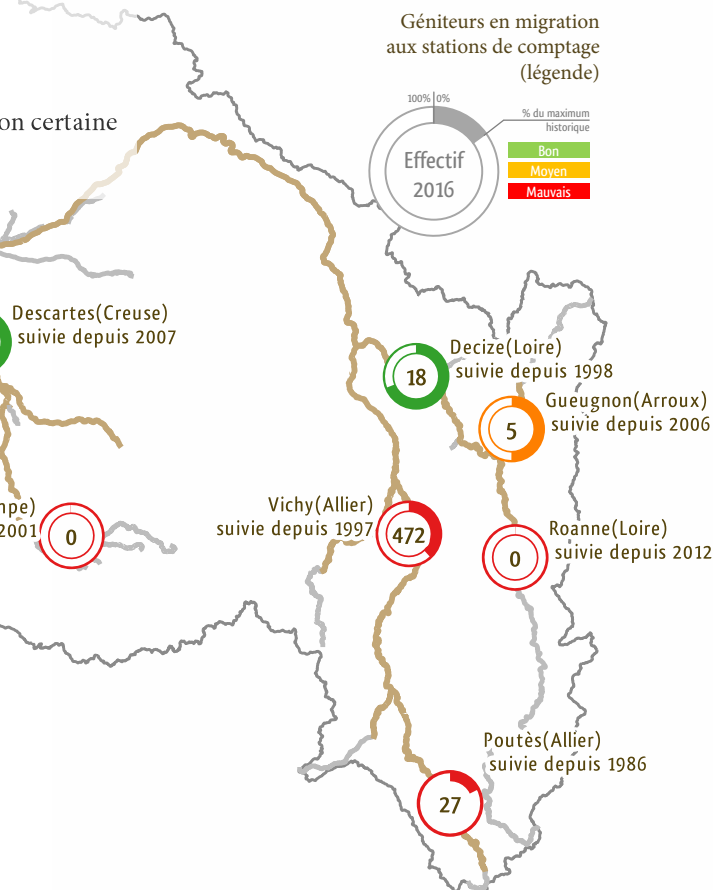 Géniteurs en migration
aux stations de comptage
(légende)
on certaine
100% 0%
% du maximum
historique
Effectif
2016
Bon
Moyen
Mauvais
Descartes(Creuse)
suivie depuis 2007
Decize(Loire)
suivie depuis 1998
18
Gueugnon(Arroux)
suivie depuis 2006
5
mpe)
2001
0
Vichy(Allier)
suivie depuis 1997
472
Roanne(Loire)
suivie depuis 2012
0
Poutès(Allier)
suivie depuis 1986
27